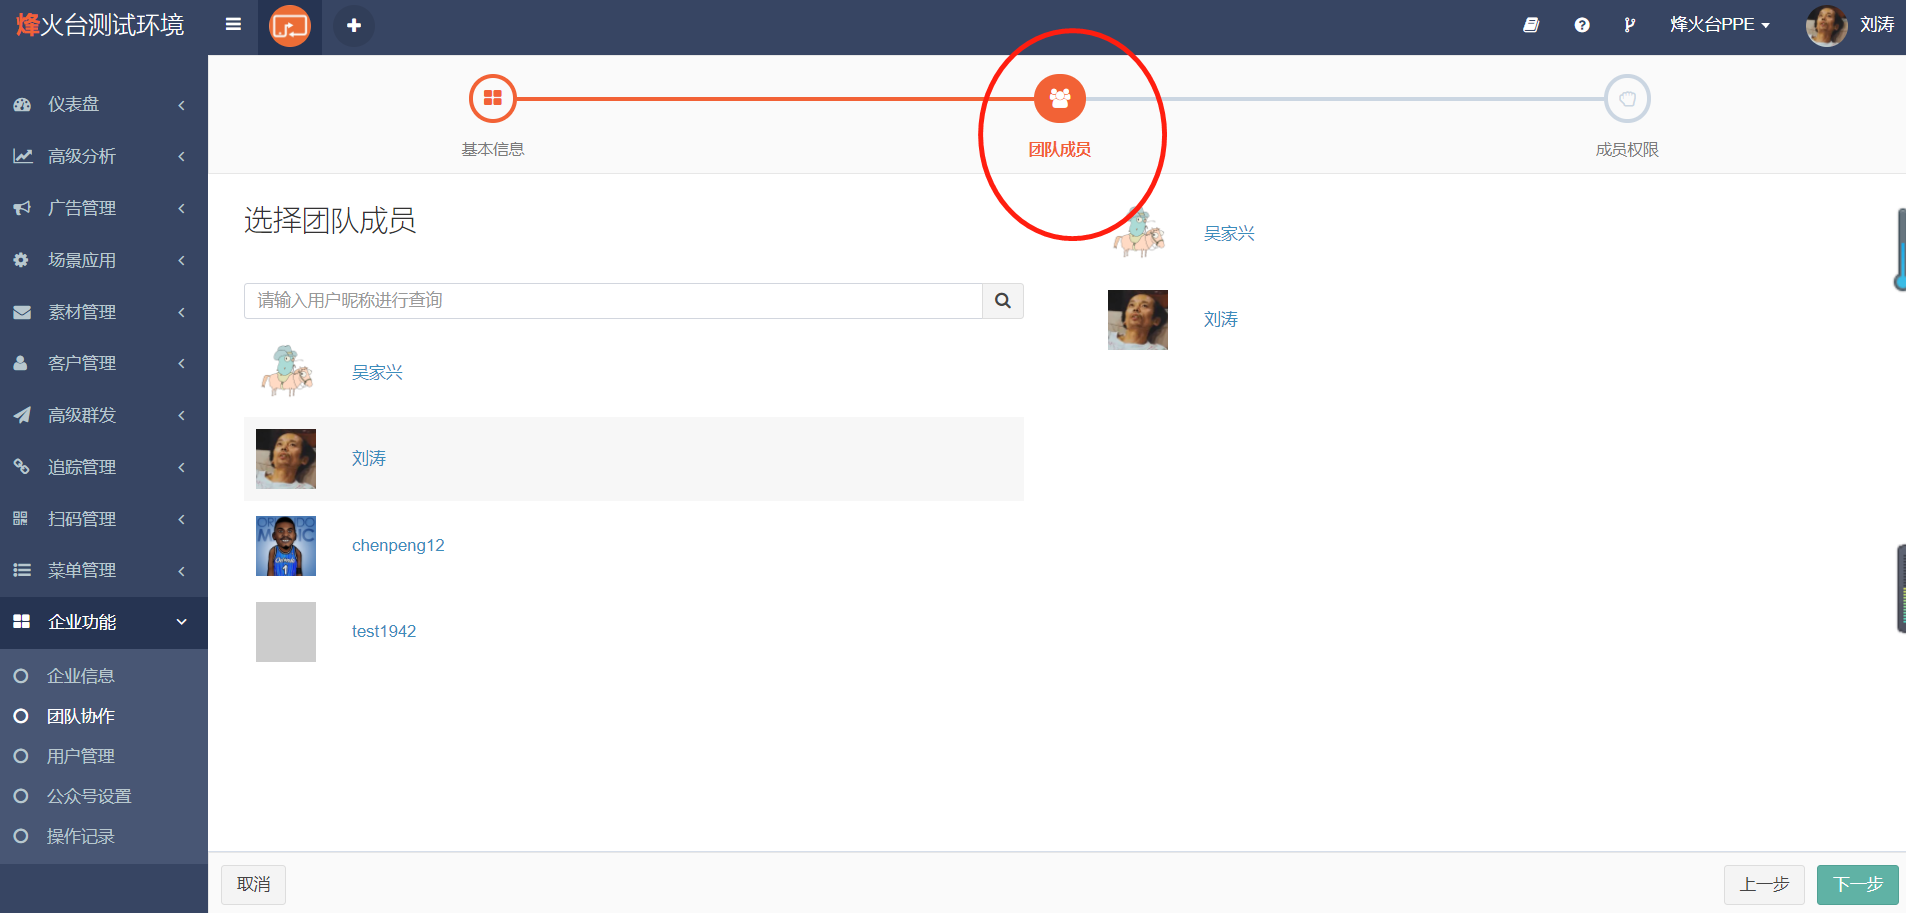 烽火台测试环境
烽火台PPE
刘涛
仪表盘
高级分析
广告管理
场景应用
素材管理
客户管理
高级群发
追踪管理
扫码管理
菜单管理
企业功能
企业信息
团队协作
用户管理
公众号设置
操作记录
基本信息
团队成员
成员权限
选择团队成员
请输入用户昵称进行查询
吴家兴
刘涛
chenpeng12
test1942
吴家兴
刘涛
取消
上一步
下一步